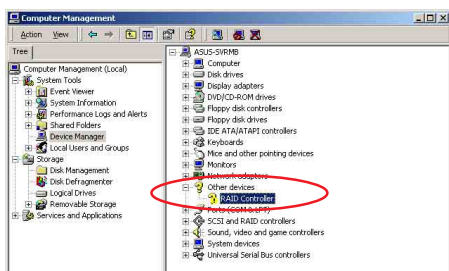 Computer Management
Action View
Tree
Computer Management (Local)
System Tools
Event Viewer
System Information
Performance Logs and Alerts
Shared Folders
Device Manager
Local Users and Groups
Storage
Disk Management
Disk Defragmenter
Logical Drives
Removable Storage
Services and Applications
ASUS-SVRMB
Computer
Disk drives
Display adapters
DVD/CD-ROM drives
Floppy disk controllers
Floppy disk drives
IDE ATA/ATAPI controllers
Keyboards
Mice and other pointing devices
Monitors
Network adapters
Other devices
RAID Controller
Ports (COM & LPT)
SCSI and RAID controllers
Sound, video and game controllers
System devices
Universal Serial Bus controllers